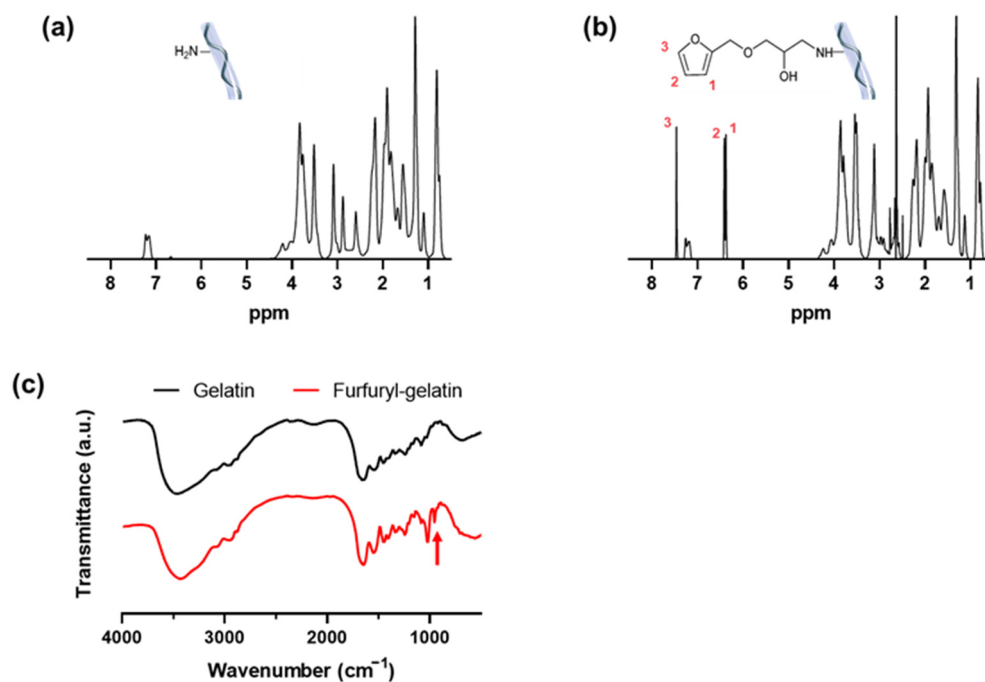 (a)
H₂N
8 7 6 5 4 3 2 1
ppm
(b)
O
3
2
1
O
OH
NH
3
2 1
8 7 6 5 4 3 2 1
ppm
(c)
Gelatin Furfuryl-gelatin
Transmittance (a.u.)
4000 3000 2000 1000
Wavenumber (cm⁻¹)